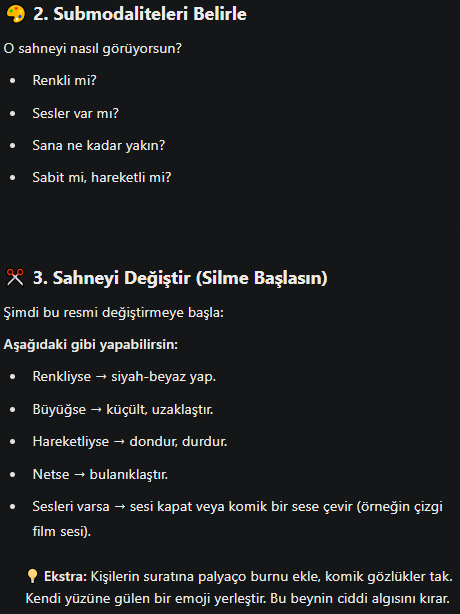 🎨 2. Submodaliteleri Belirle
O sahneyi nasıl görüyorsun?
• Renkli mi?
• Sesler var mı?
• Sana ne kadar yakın?
• Sabit mi, hareketli mi?
✂️ 3. Sahneyi Değiştir (Silme Başlasın)
Şimdi bu resmi değiştirmeye başla:
Aşağıdaki gibi yapabilirsin:
• Renkliyse → siyah-beyaz yap.
• Büyüğse → küçült, uzaklaştır.
• Hareketliyse → dondur, durdur.
• Netse → bulanıklaştır.
• Sesleri varsa → sesi kapat veya komik bir sese çevir (örneğin çizgi
film sesi).
💡 Ekstra: Kişilerin suratına palyaço burnu ekle, komik gözlükler tak.
Kendi yüzüne gülen bir emoji yerleştir. Bu beynin ciddi algısını kırar.